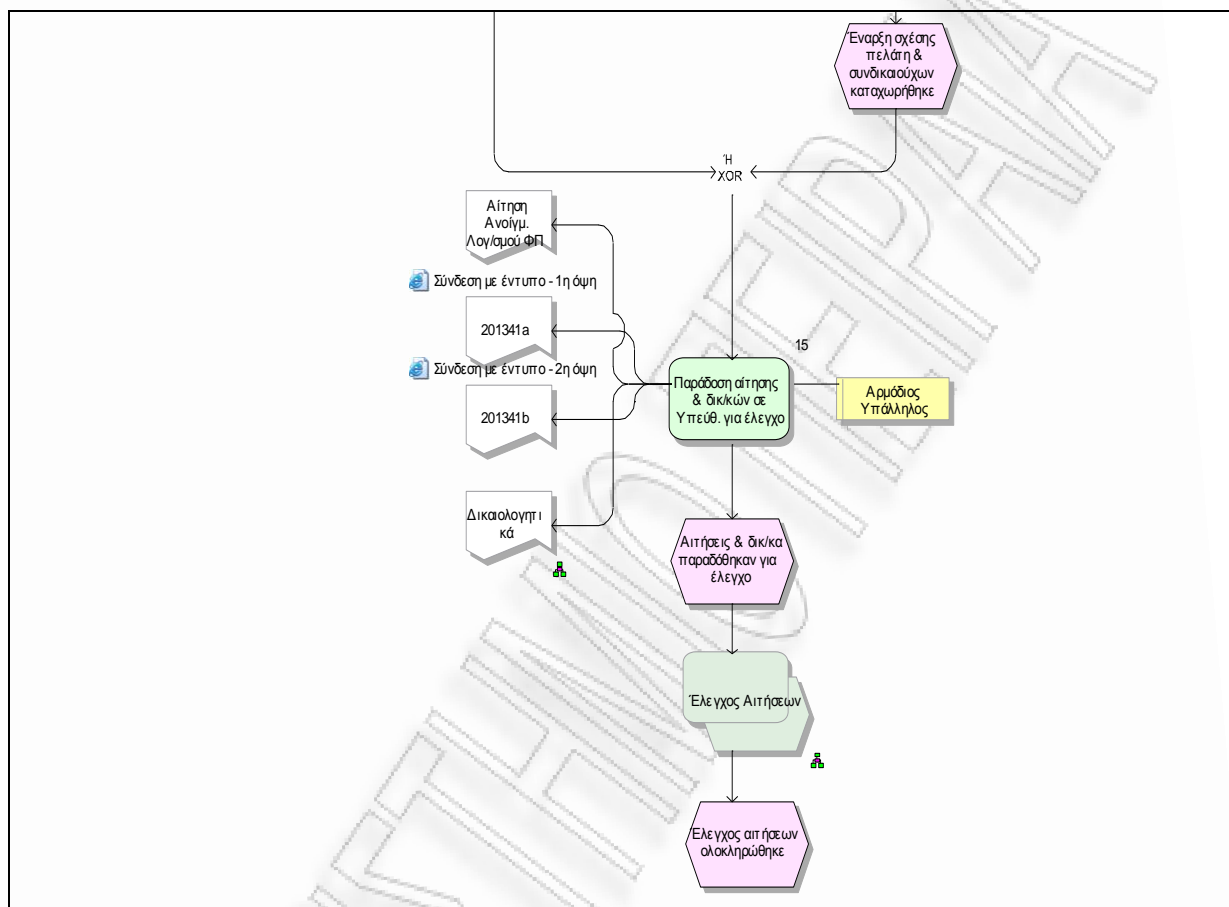 Έναρξη σχέσης
πελάτη &
συνδικαιούχων
καταχωρήθηκε
Ή
XOR
Αίτηση
Ανοίγμ.
Λογ/σμού ΦΠ
Σύνδεση με έντυπο - 1η όψη
201341a
15
Σύνδεση με έντυπο - 2η όψη
Παράδοση αίτησης
& δικ/κών σε
Υπεύθ. για έλεγχο
Αρμόδιος
Υπάλληλος
201341b
Δικαιολογητι
κά
Αιτήσεις & δικ/κα
παραδόθηκαν για
έλεγχο
Έλεγχος Αιτήσεων
Έλεγχος αιτήσεων
ολοκληρώθηκε